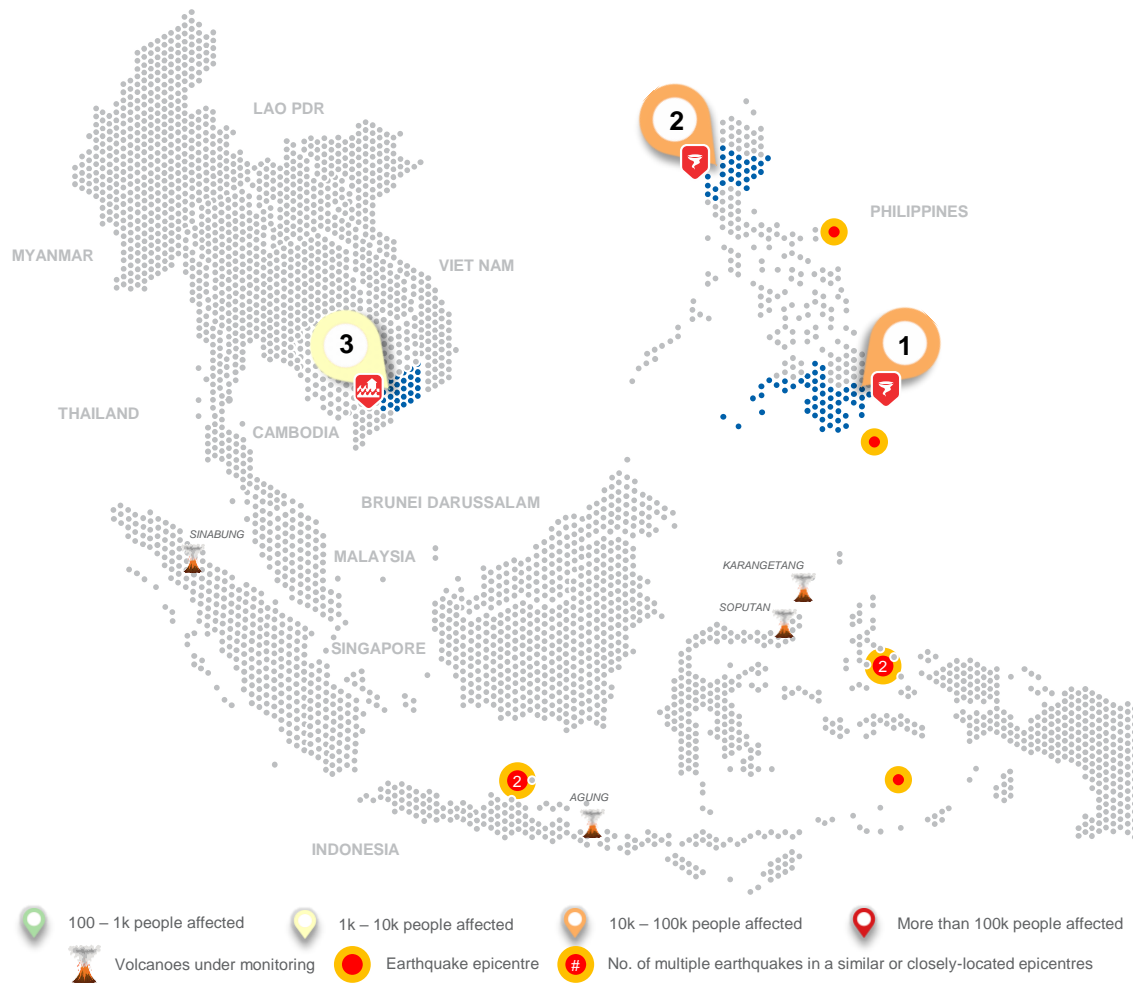 2
LAO PDR
PHILIPPINES
MYANMAR
VIET NAM
3
1
THAILAND
CAMBODIA
BRUNEI DARUSSALAM
SINABUNG
MALAYSIA
KARANGETANG
SOPUTAN
SINGAPORE
2
2
AGUNG
INDONESIA
100 – 1k people affected
1k – 10k people affected
10k – 100k people affected
More than 100k people affected
Volcanoes under monitoring
Earthquake epicentre
#
No. of multiple earthquakes in a similar or closely-located epicentres